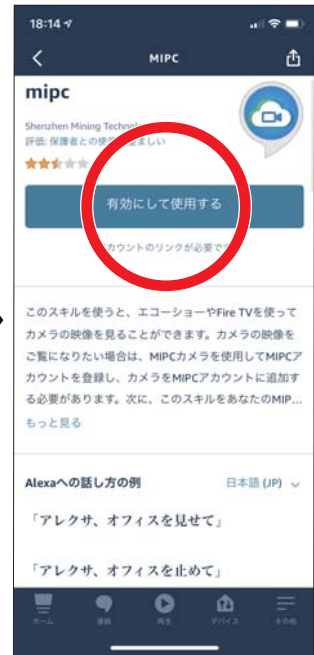 18:14
MIPC
mipc
Shenzhen Mining Technol
評価: 保護者との使
ましい
有効にして使用する
カウントのリンクが必要で
このスキルを使うと、エコーショーやFire TVを使って
カメラの映像を見ることができます。カメラの映像を
ご覧になりたい場合は、MIPCカメラを使用してMIPCア
カウントを登録し、カメラをMIPCアカウントに追加す
る必要があります。次に、このスキルをあなたのMIP...
もっと見る
Alexaへの話し方の例
日本語 (JP)
「アレクサ、オフィスを見せて」
「アレクサ、オフィスを止めて」
ホーム
再生
デバイス
その他